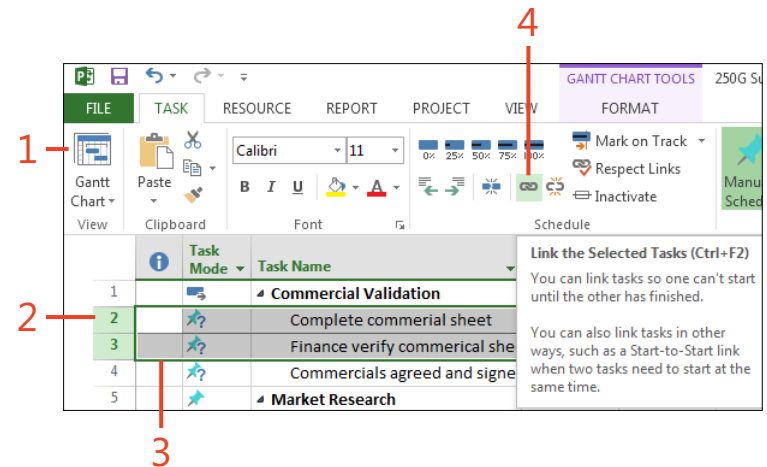 4
GANTT CHART TOOLS 250G Su
FILE TASK RESOURCE REPORT PROJECT VIEW FORMAT
1
Gantt Chart
Paste
Calibri 11
B I U A
0% 25% 50% 75% 100%
Mark on Track
Respect Links
Inactivate
Manu
Sched
View Clipboard Font Schedule
Task Mode Task Name
1 Commercial Valida
2
2 Complete commerial sheet
3 Finance verify commerical she
4 Commercials agreed and signe
5 Market Research
Link the Selected Tasks (Ctrl+F2)
You can link tasks so one can't start
until the other has finished.
You can also link tasks in other
ways, such as a Start-to-Start link
when two tasks need to start at the
same time.
3